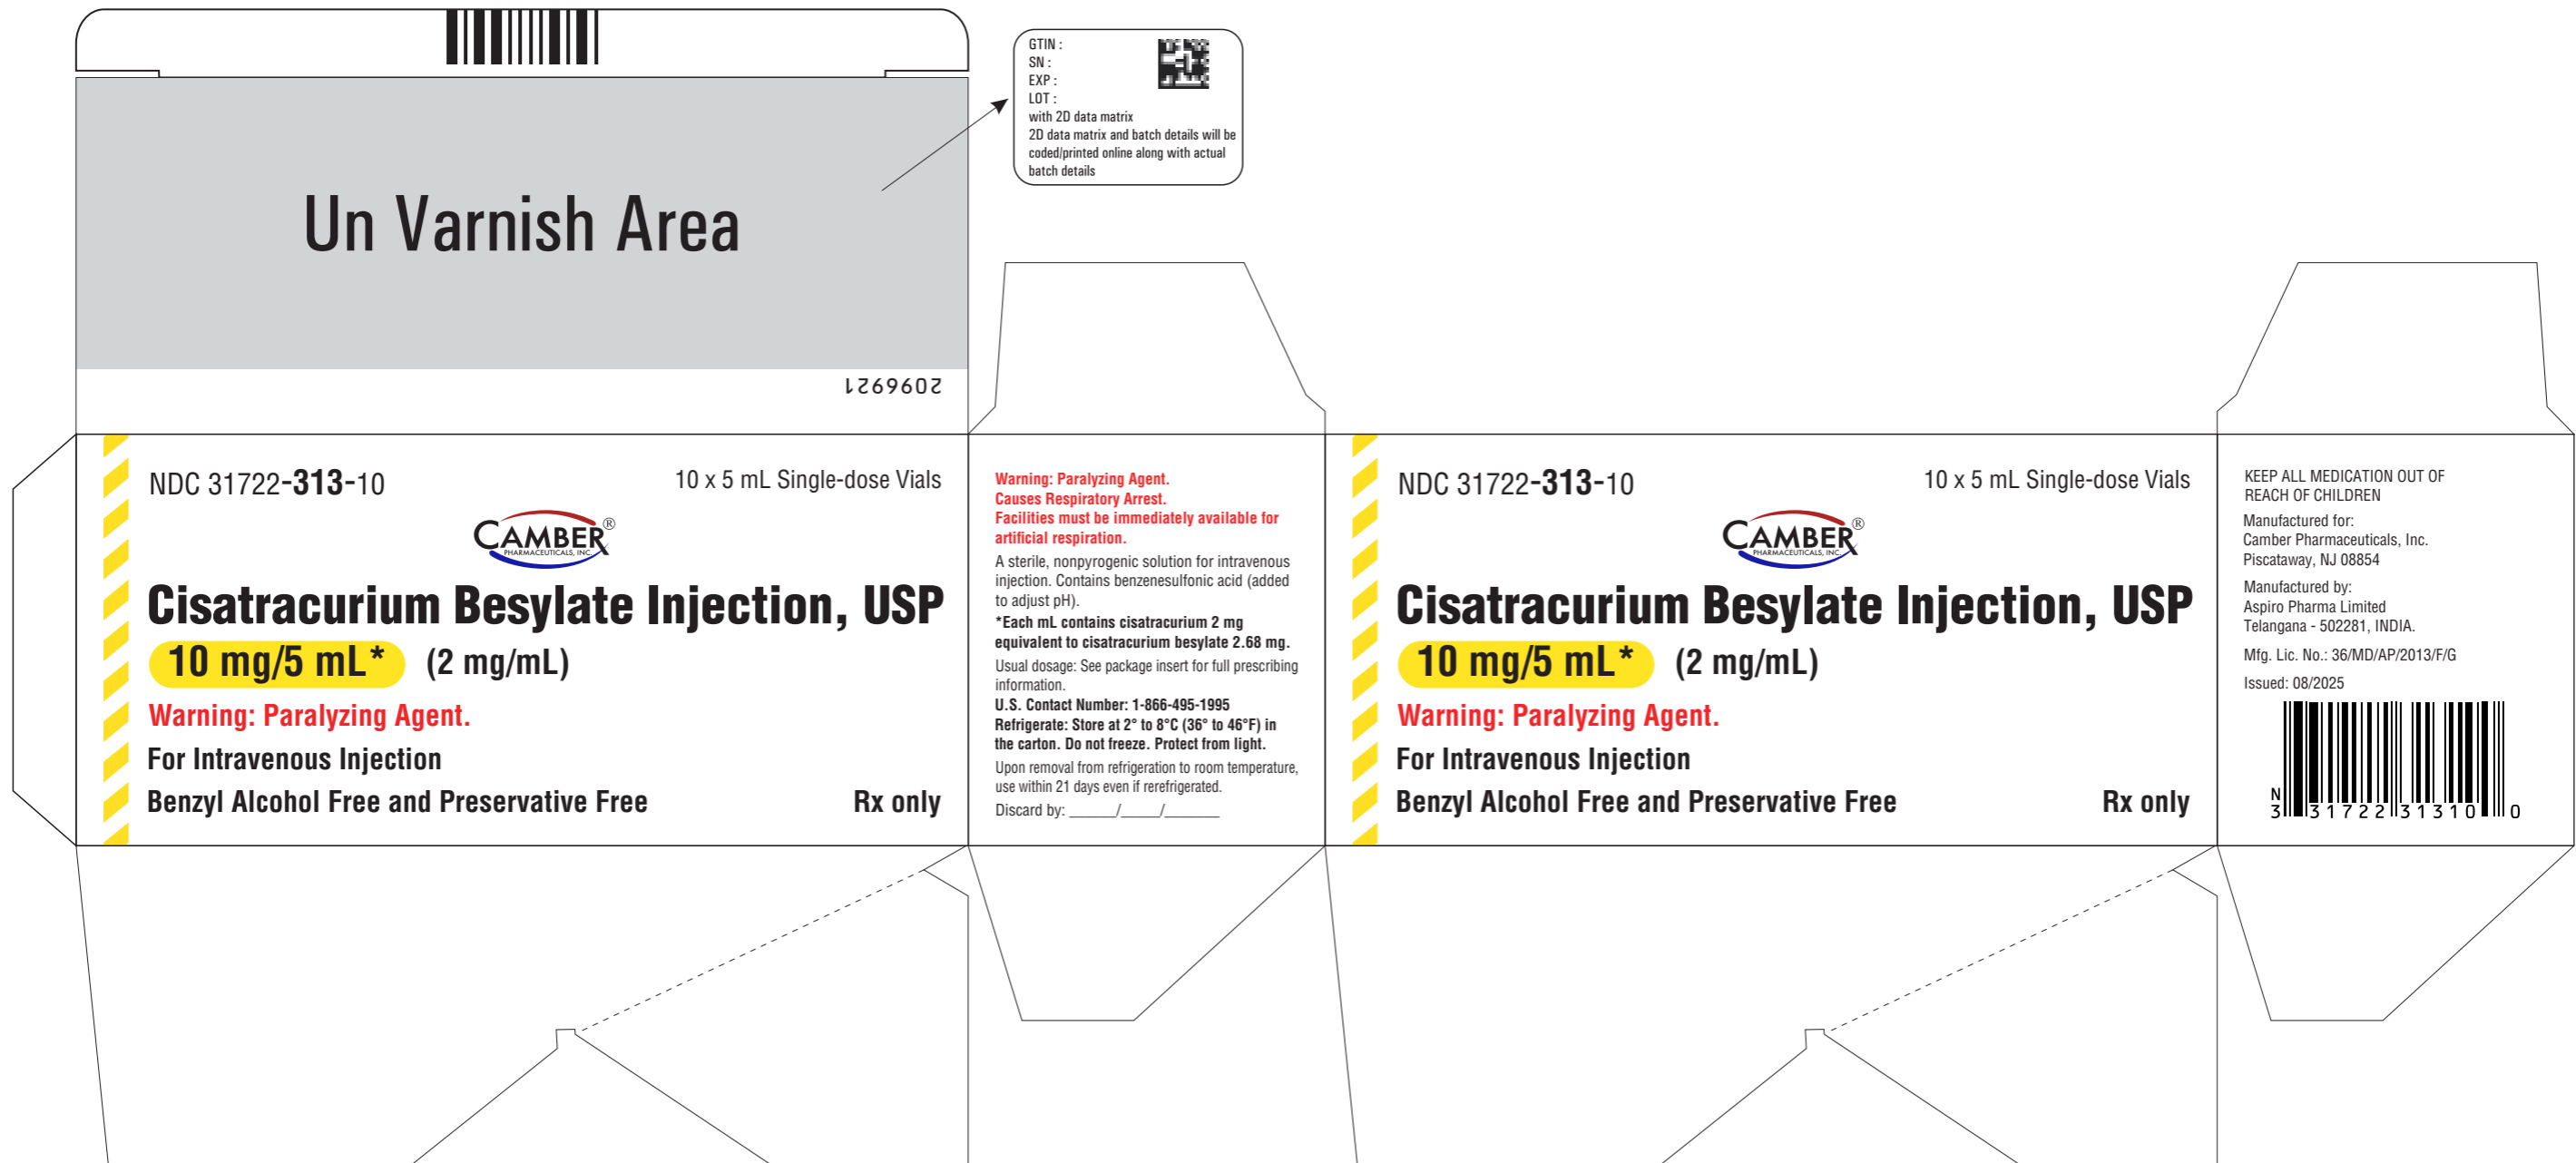 GTIN :
SN :
EXP :
LOT :
with 2D data matrix
2D data matrix and batch details will be
coded/printed online along with actual
batch details
Un Varnish Area
2096921
NDC 31722-313-10
10 x 5 mL Single-dose Vials
CAMBER®
PHARMACEUTICALS, INC.
Cisatracurium Besylate Injection, USP
10 mg/5 mL* (2 mg/mL)
Warning: Paralyzing Agent.
For Intravenous Injection
Benzyl Alcohol Free and Preservative Free
Rx only
Warning: Paralyzing Agent.
Causes Respiratory Arrest.
Facilities must be immediately available for
artificial respiration.
A sterile, nonpyrogenic solution for intravenous
injection. Contains benzenesulfonic acid (added
to adjust pH).
*Each mL contains cisatracurium 2 mg
equivalent to cisatracurium besylate 2.68 mg.
Usual dosage: See package insert for full prescribing
information.
U.S. Contact Number: 1-866-495-1995
Refrigerate: Store at 2° to 8°C (36° to 46°F) in
the carton. Do not freeze. Protect from light.
Upon removal from refrigeration to room temperature,
use within 21 days even if rerefrigerated.
Discard by: ______/_____/_______
NDC 31722-313-10
10 x 5 mL Single-dose Vials
CAMBER®
PHARMACEUTICALS, INC.
Cisatracurium Besylate Injection, USP
10 mg/5 mL* (2 mg/mL)
Warning: Paralyzing Agent.
For Intravenous Injection
Benzyl Alcohol Free and Preservative Free
Rx only
KEEP ALL MEDICATION OUT OF
REACH OF CHILDREN
Manufactured for:
Camber Pharmaceuticals, Inc.
Piscataway, NJ 08854
Manufactured by:
Aspiro Pharma Limited
Telangana - 502281, INDIA.
Mfg. Lic. No.: 36/MD/AP/2013/F/G
Issued: 08/2025
N
3 31722 31310 0